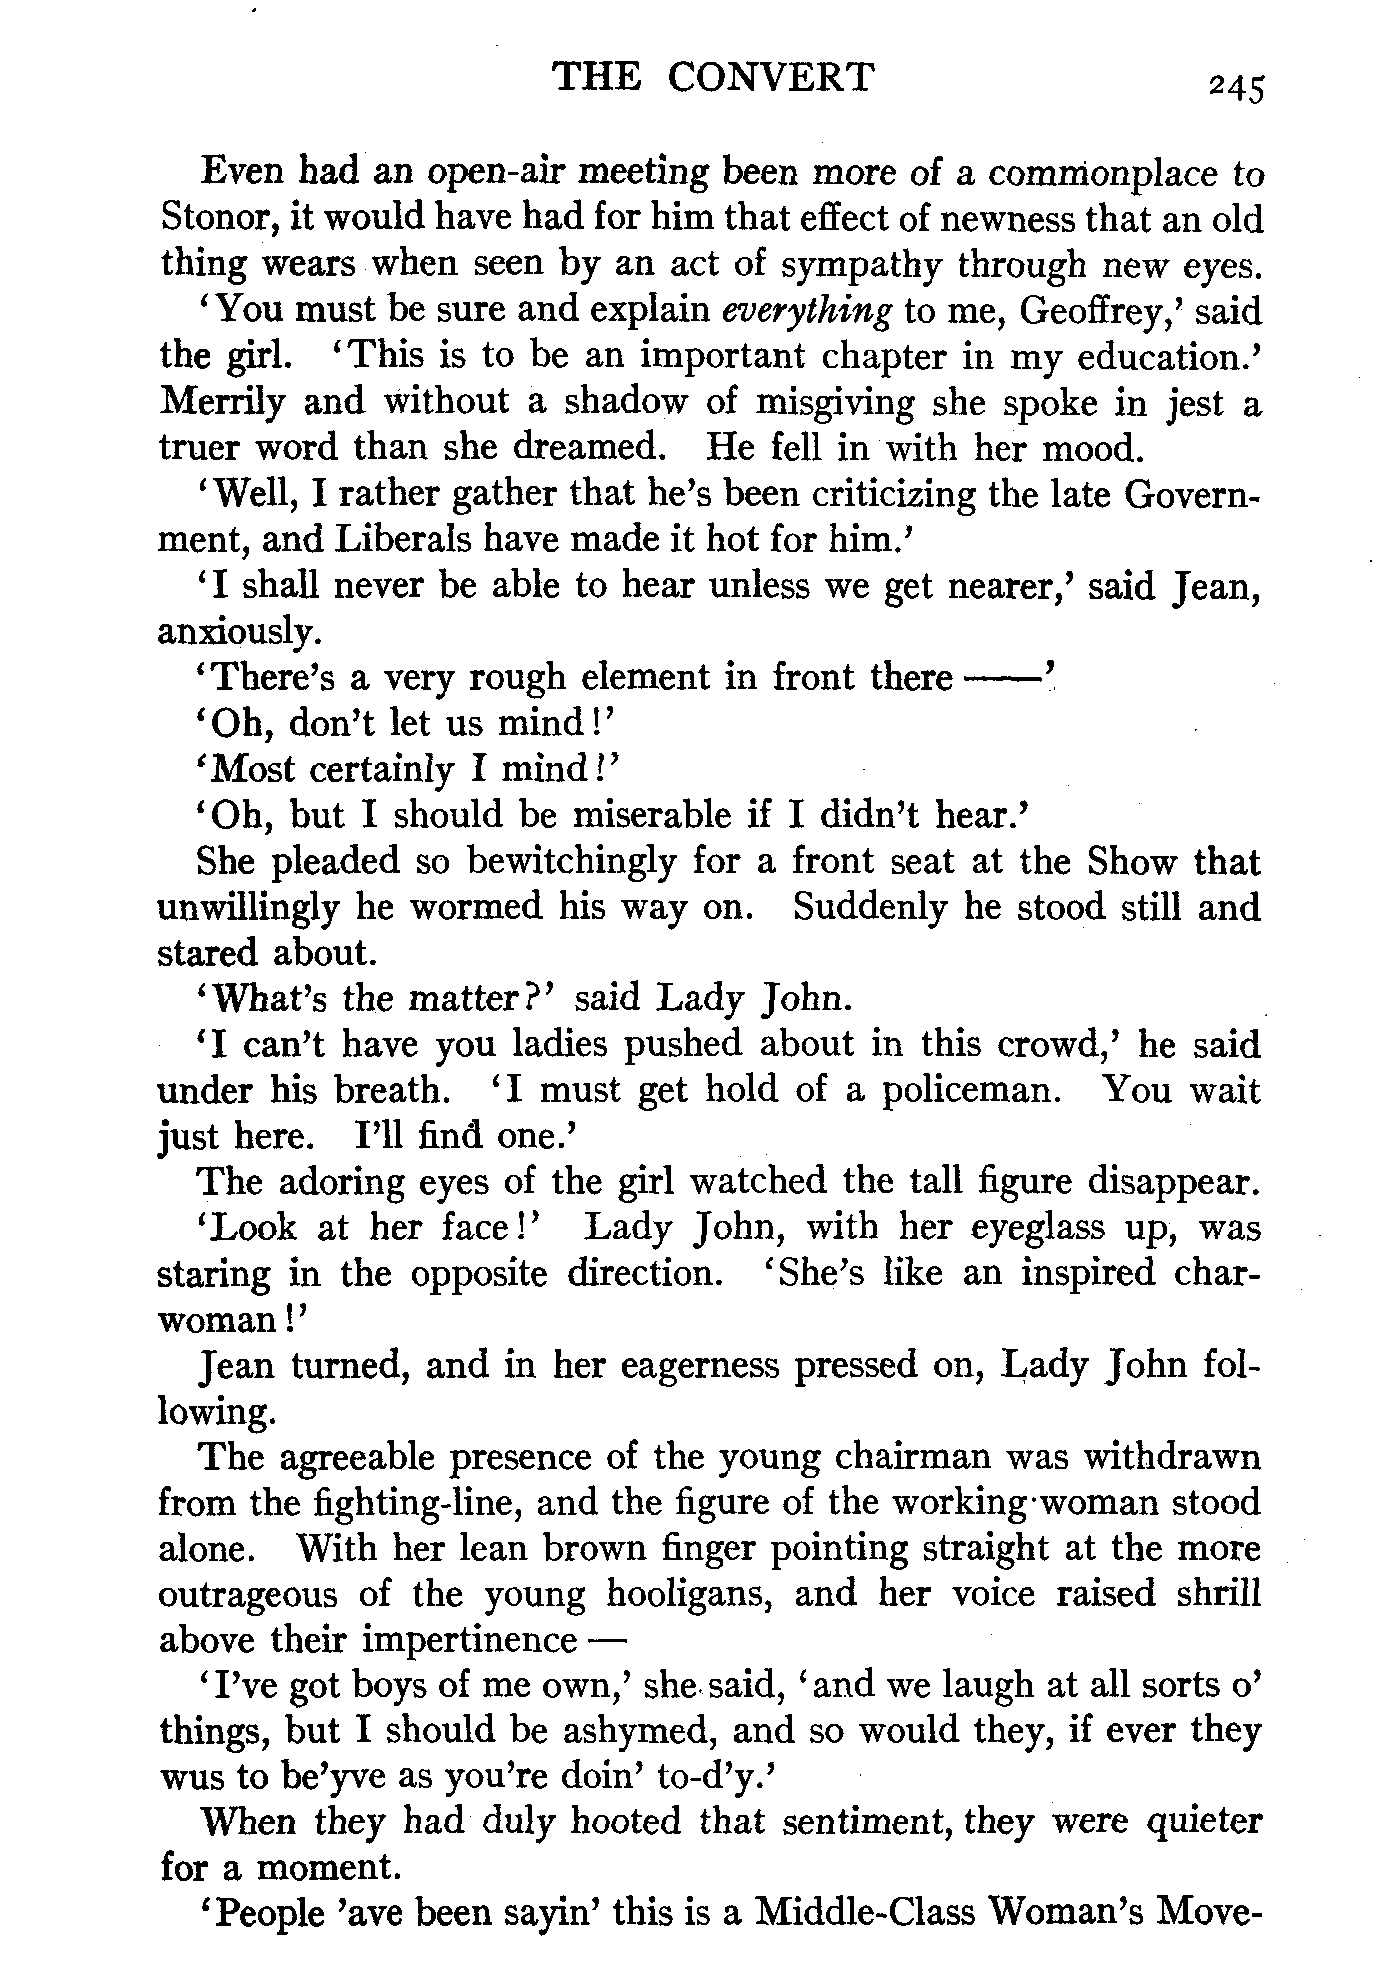 THE CONVERT 245
Even had an open-air meeting been more of a commonplace to
Stonor, it would have had for him that effect of newness that an old
thing wears when seen by an act of sympathy through new eyes.
‘You must be sure and explain everything to me, Geoffrey,’ said
the girl. ‘This is to be an important chapter in my education.’
Merrily and without a shadow of misgiving she spoke in jest a
truer word than she dreamed. He fell in with her mood.
‘Well, I rather gather that he’s been criticizing the late Govern-
ment, and Liberals have made it hot for him.’
‘I shall never be able to hear unless we get nearer,’ said Jean,
anxiously.
‘There’s a very rough element in front there ——’
‘Oh, don’t let us mind!’
‘Most certainly I mind!’
‘Oh, but I should be miserable if I didn’t hear.’
She pleaded so bewitchingly for a front seat at the Show that
unwillingly he wormed his way on. Suddenly he stood still and
stared about.
‘What’s the matter?’ said Lady John.
‘I can’t have you ladies pushed about in this crowd,’ he said
under his breath. ‘I must get hold of a policeman. You wait
just here. I’ll find one.’
The adoring eyes of the girl watched the tall figure disappear.
‘Look at her face!’ Lady John, with her eyeglass up, was
staring in the opposite direction. ‘She’s like an inspired char-
woman!’
Jean turned, and in her eagerness pressed on, Lady John fol-
lowing.
The agreeable presence of the young chairman was withdrawn
from the fighting-line, and the figure of the working-woman stood
alone. With her lean brown finger pointing straight at the more
outrageous of the young hooligans, and her voice raised shrill
above their impertinence —
‘I’ve got boys of me own,’ she said, ‘and we laugh at all sorts o’
things, but I should be ashymed, and so would they, if ever they
wus to be’yve as you’re doin’ to-d’y.’
When they had duly hooted that sentiment, they were quieter
for a moment.
‘People ’ave been sayin’ this is a Middle-Class Woman’s Move-